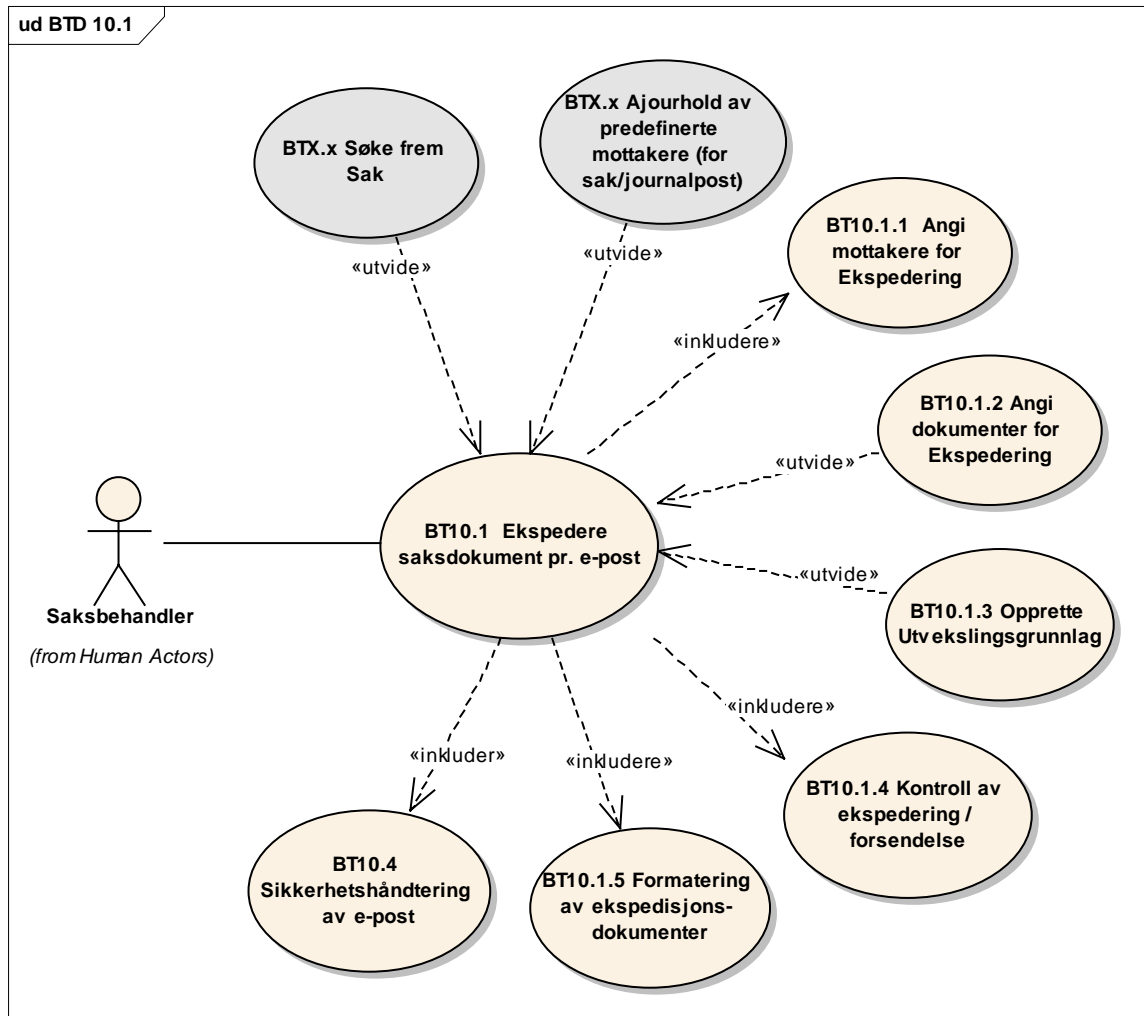 ud BTD 10.1
BTX.x Søke frem
Sak
BTX.x Ajourhold av
predefinerte
mottakere (for
sak/journalpost)
BT10.1.1 Angi
mottakere for
Ekspedering
«utvide»
«utvide»
«inkludere»
BT10.1.2 Angi
dokumenter for
Ekspedering
«utvide»
BT10.1 Ekspedere
saksdokument pr. e-post
«utvide»
BT10.1.3 Opprette
Utvekslingsgrunnlag
Saksbehandler
(from Human Actors)
«inkludere»
«inkluder»
«inkludere»
BT10.1.4 Kontroll av
ekspedering /
forsendelse
BT10.4
Sikkerhetshåndtering
av e-post
BT10.1.5 Formatering
av ekspedisjons-
dokumenter